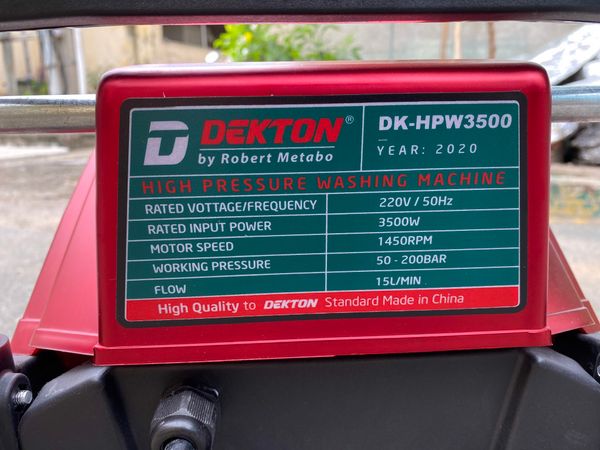 D DEKTON®
by Robert Metabo
DK-HPW3500
YEAR: 2020
HIGH PRESSURE WASHING MACHINE
RATED VOTTAGE/FREQUENCY 220V / 50Hz
RATED INPUT POWER 3500W
MOTOR SPEED 1450RPM
WORKING PRESSURE 50 - 200BAR
FLOW 15L/MIN
High Quality to DEKTON Standard Made in China